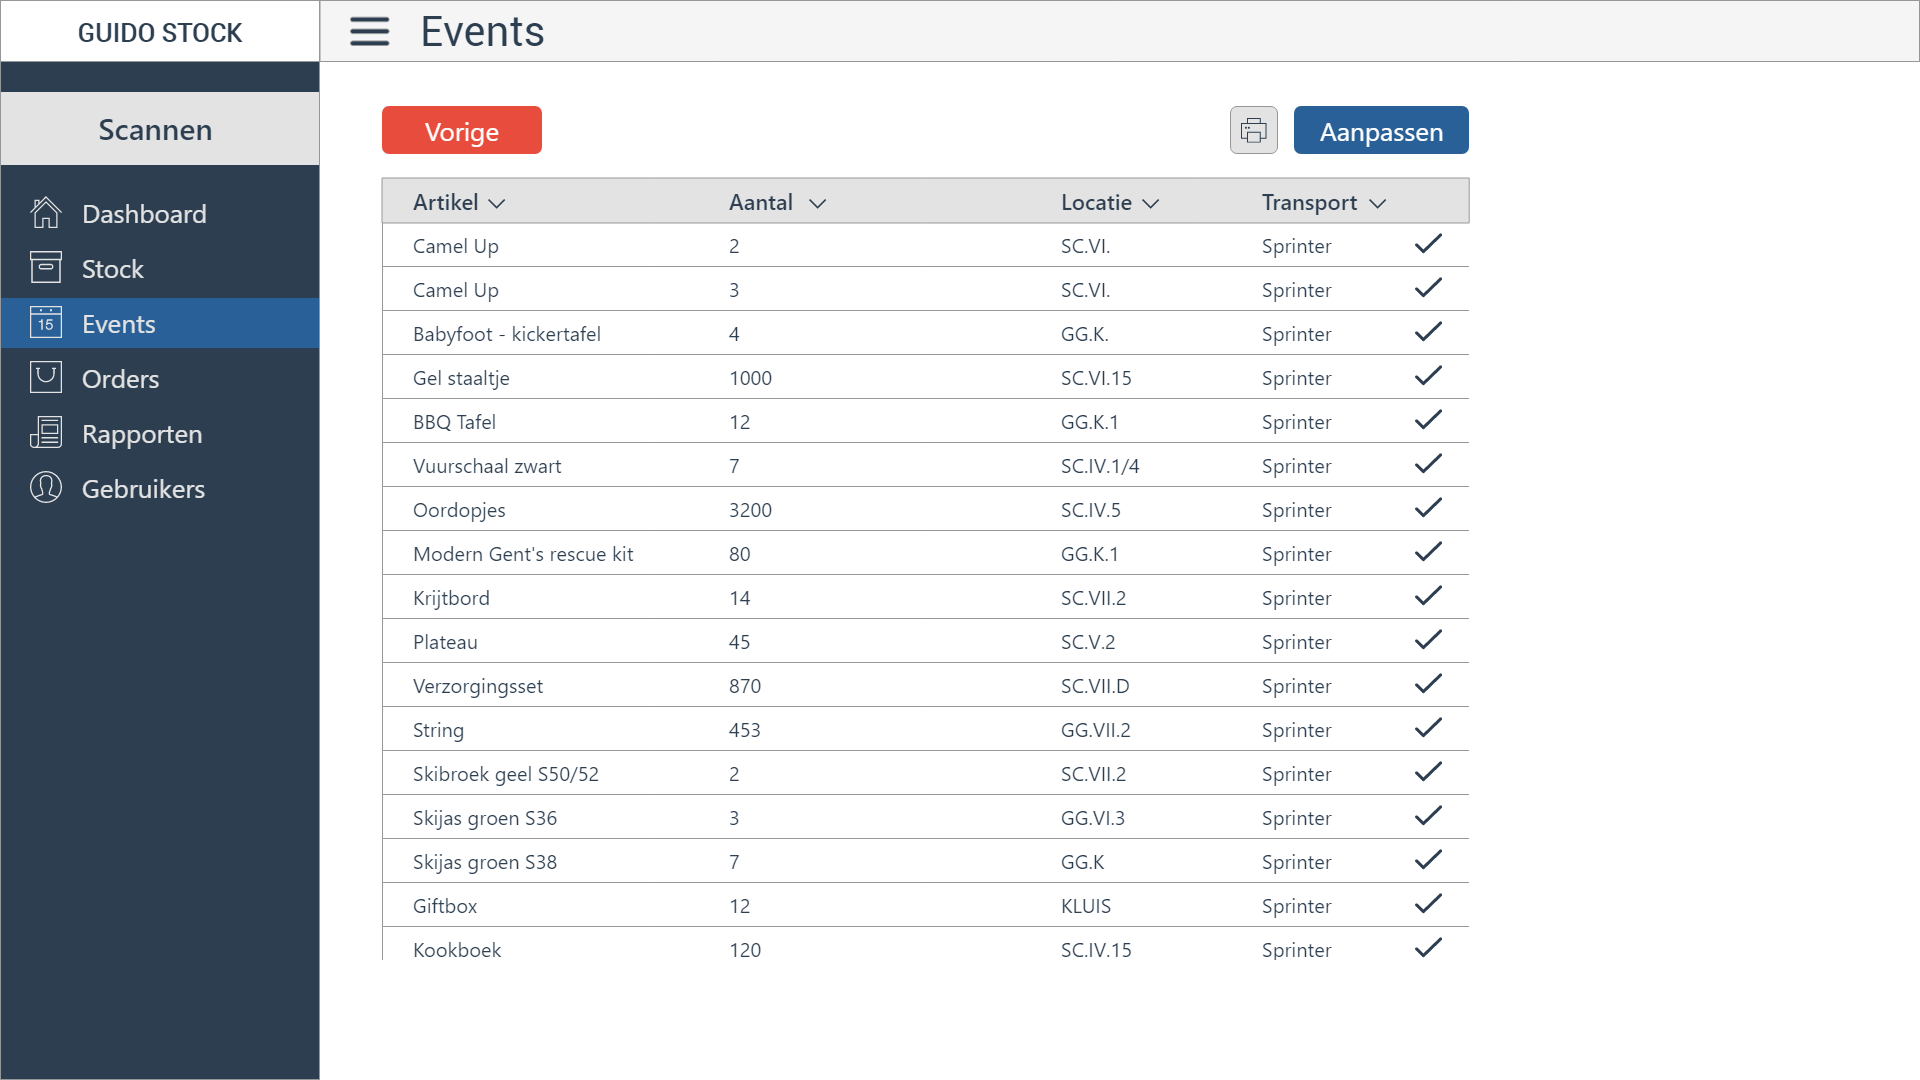 GUIDO STOCK
Events
Scannen
Dashboard
Stock
15
Events
Orders
Rapporten
Gebruikers
Vorige
Aanpassen
Artikel Aantal Locatie Transport
Camel Up 2 SC.VI. Sprinter
Camel Up 3 SC.VI. Sprinter
Babyfoot - kickertafel 4 GG.K. Sprinter
Gel staaltje 1000 SC.VI.15 Sprinter
BBQ Tafel 12 GG.K.1 Sprinter
Vuurschaal zwart 7 SC.IV.1/4 Sprinter
Oordopjes 3200 SC.IV.5 Sprinter
Modern Gent's rescue kit 80 GG.K.1 Sprinter
Krijtbord 14 SC.VII.2 Sprinter
Plateau 45 SC.V.2 Sprinter
Verzorgingsset 870 SC.VII.D Sprinter
String 453 GG.VII.2 Sprinter
Skibroek geel S50/52 2 SC.VII.2 Sprinter
Skijas groen S36 3 GG.VI.3 Sprinter
Skijas groen S38 7 GG.K Sprinter
Giftbox 12 KLUIS Sprinter
Kookboek 120 SC.IV.15 Sprinter